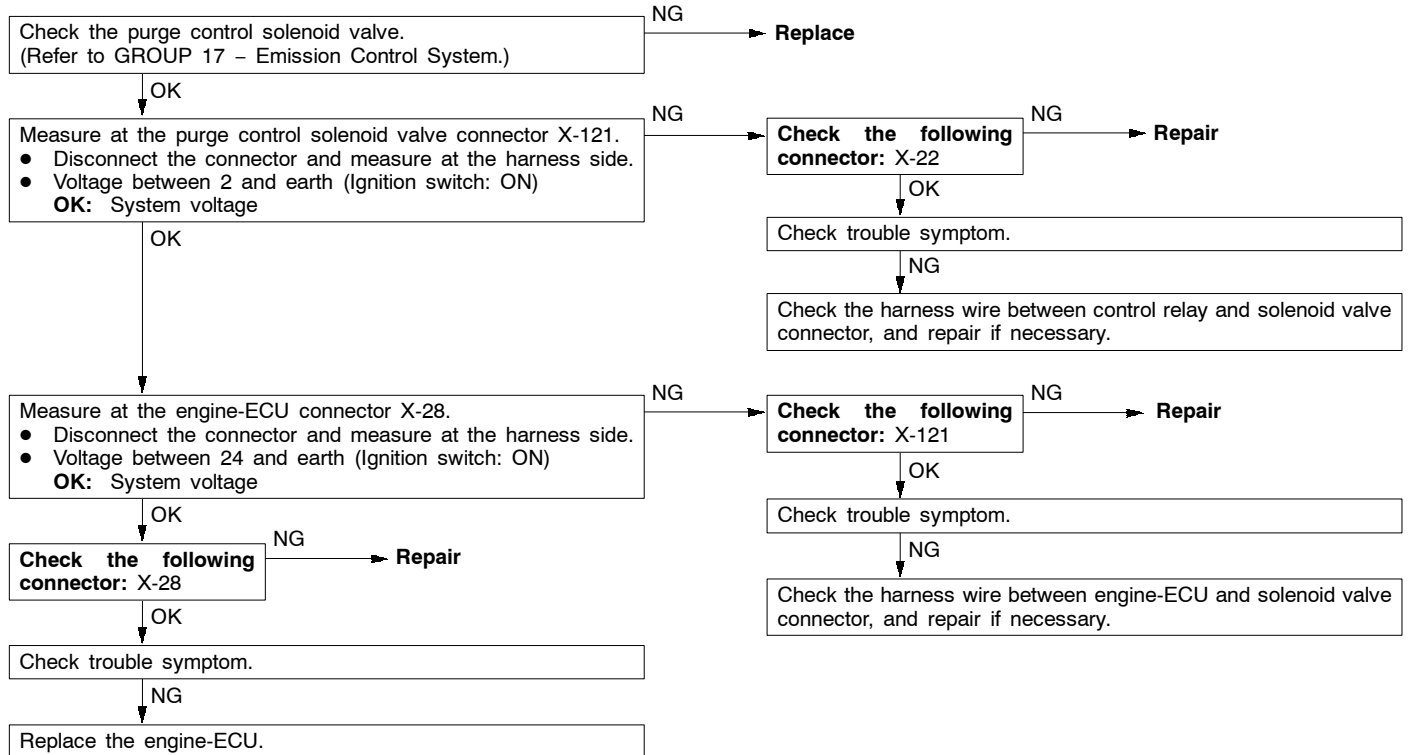 Check the purge control solenoid valve.
(Refer to GROUP 17 – Emission Control System.)
NG
Replace
OK
Measure at the purge control solenoid valve connector X-121.
● Disconnect the connector and measure at the harness side.
● Voltage between 2 and earth (Ignition switch: ON)
OK: System voltage
NG
Check the following
connector: X-22
NG
Repair
OK
Check trouble symptom.
NG
Check the harness wire between control relay and solenoid valve
connector, and repair if necessary.
OK
Measure at the engine-ECU connector X-28.
● Disconnect the connector and measure at the harness side.
● Voltage between 24 and earth (Ignition switch: ON)
OK: System voltage
NG
Check the following
connector: X-121
NG
Repair
OK
Check trouble symptom.
NG
Check the harness wire between engine-ECU and solenoid valve
connector, and repair if necessary.
OK
Check the following
connector: X-28
NG
Repair
OK
Check trouble symptom.
NG
Replace the engine-ECU.